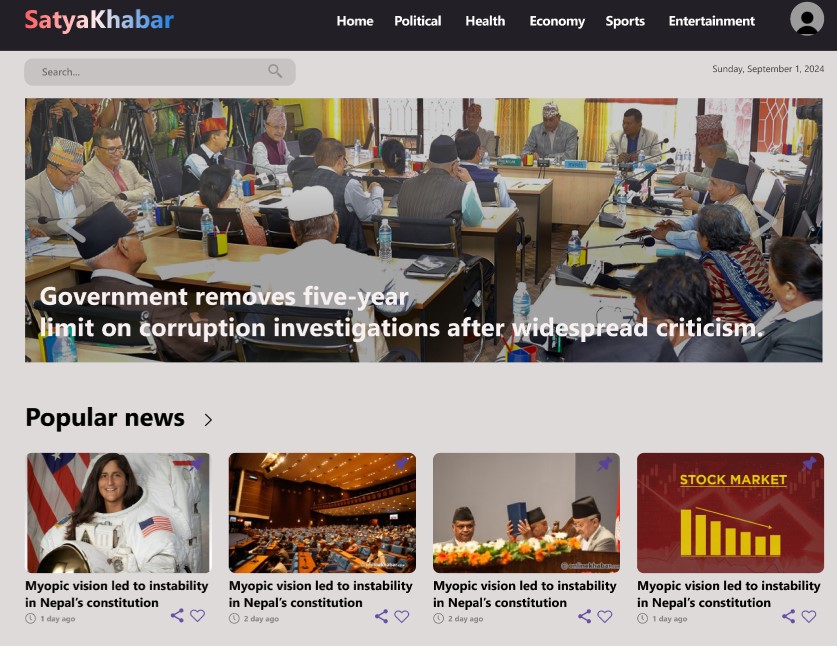 SatyaKhabar
Home Political Health Economy Sports Entertainment
Search...
Sunday, September 1, 2024
Government removes five-year
limit on corruption investigations after widespread criticism.
Popular news
STOCK MARKET
Myopic vision led to instability
in Nepal's constitution
1 day ago
Myopic vision led to instability
in Nepal's constitution
2 day ago
Myopic vision led to instability
in Nepal's constitution
2 day ago
Myopic vision led to instability
in Nepal's constitution
1 day ago